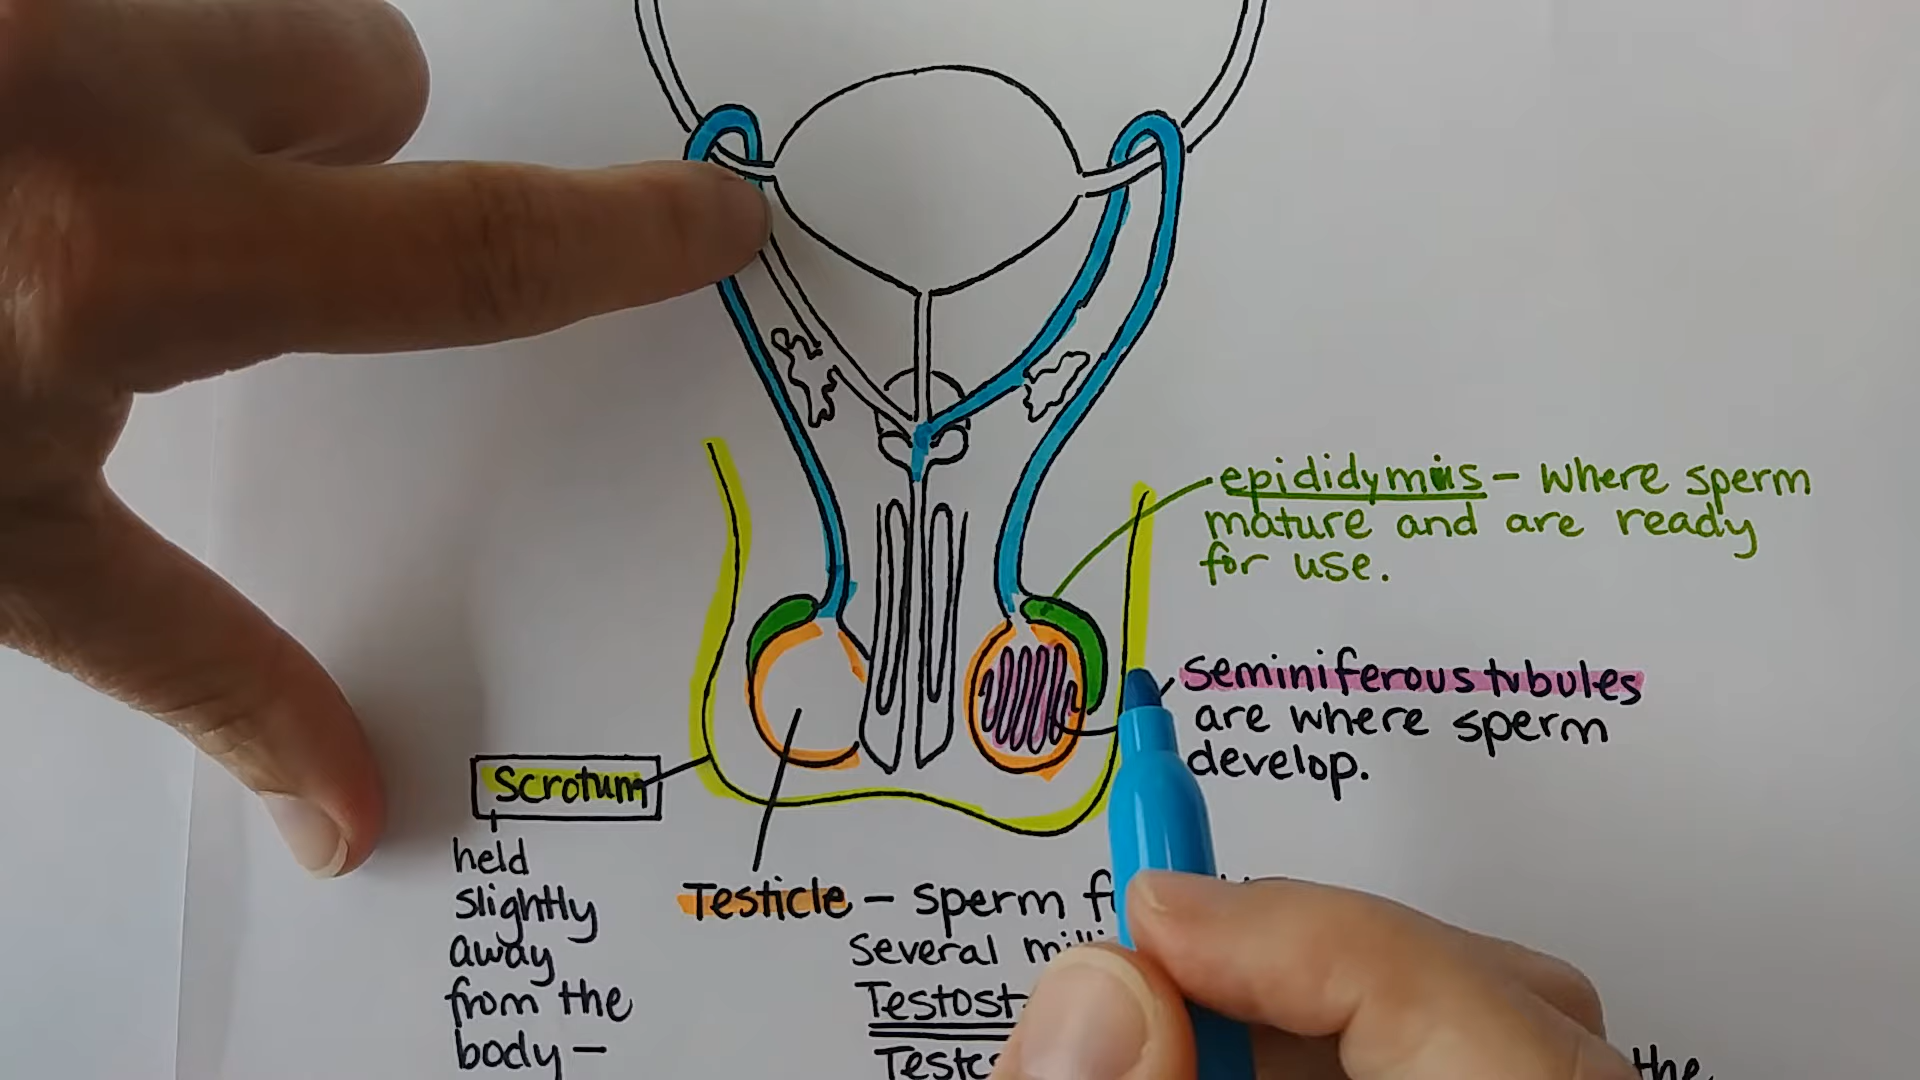 epididymis – where sperm
mature and are ready
for use.
Seminiferous tubules
are where sperm
develop.
Scrotum
held
slightly
away
from the
body –
Testicle – sperm
several
the